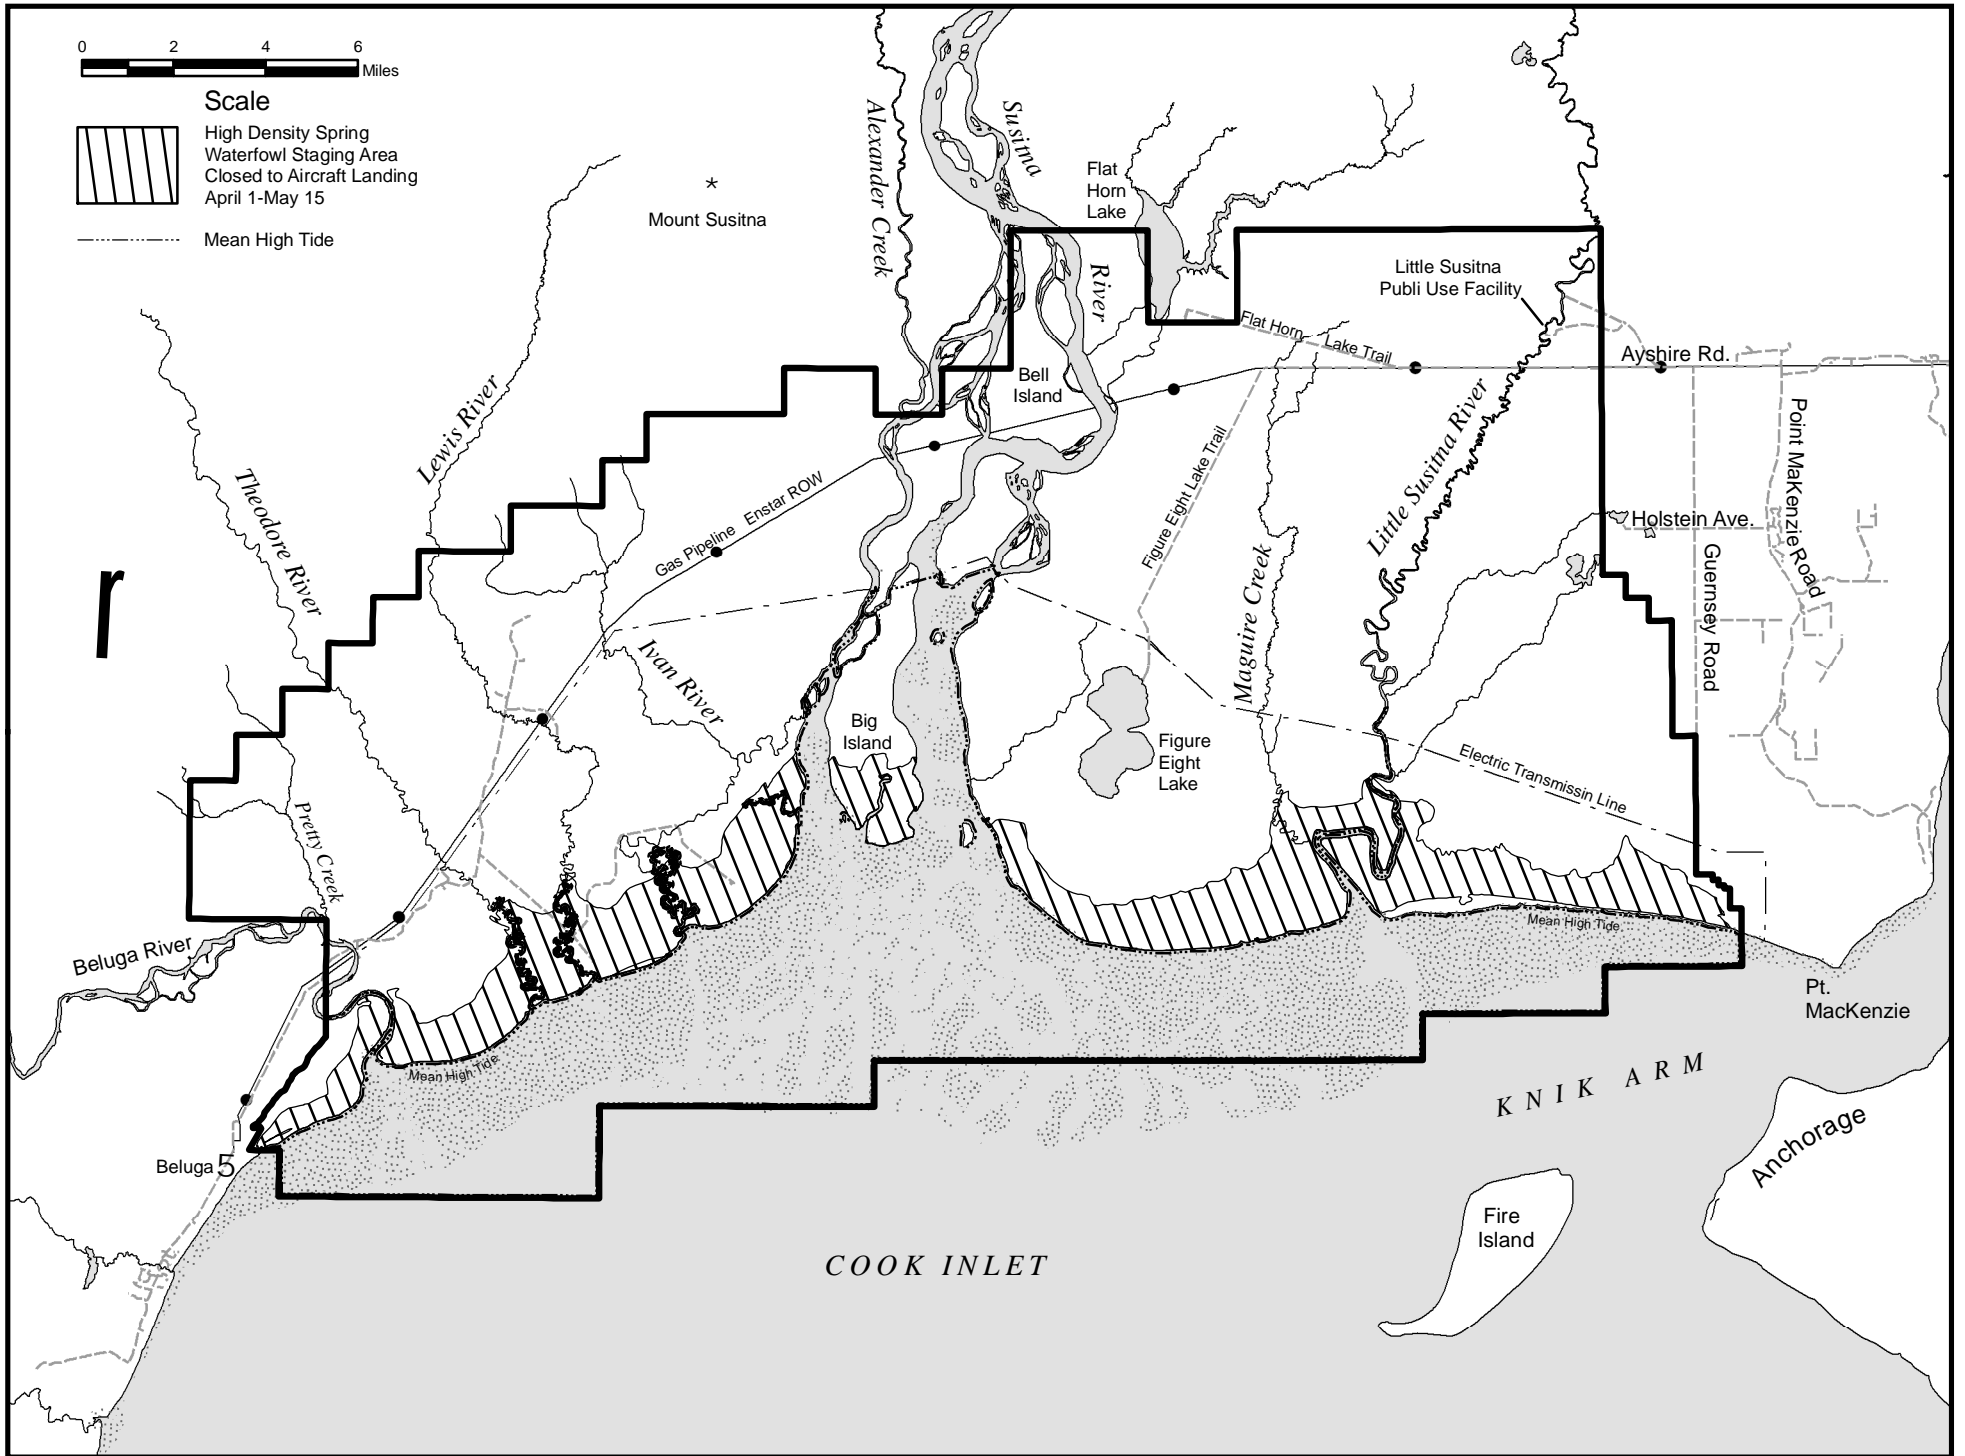 0 2 4 6
Miles
Scale
High Density Spring
Waterfowl Staging Area
Closed to Aircraft Landing
April 1-May 15
Mean High Tide
*
Mount Susitna
Alexander Creek
Susitna
River
Flat
Horn
Lake
Little Susitna
Publi Use Facility
Flat Horn Lake Trail
Ayshire Rd.
Bell
Island
Lewis River
Theodore River
Gas Pipeline Enstar ROW
Figure Eight Lake Trail
Little Susitna River
Point MaKenzie Road
Holstein Ave.
Guernsey Road
r
Ivan River
Maguire Creek
Big
Island
Figure
Eight
Lake
Electric Transmissin Line
Pretty Creek
Beluga River
Mean High Tide
Mean High Tide
Pt.
MacKenzie
KNIK ARM
Beluga 5
Anchorage
Fire
Island
COOK INLET